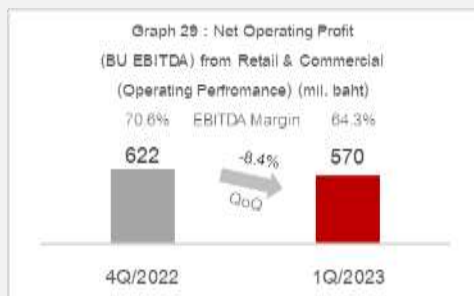 Graph 29 : Net Operating Profit
(BU EBITDA) from Retail & Commercial
(Operating Perfromance) (mil. baht)
70.6% EBITDA Margin 64.3%
622 -8.4% 570
QoQ
4Q/2022 1Q/2023